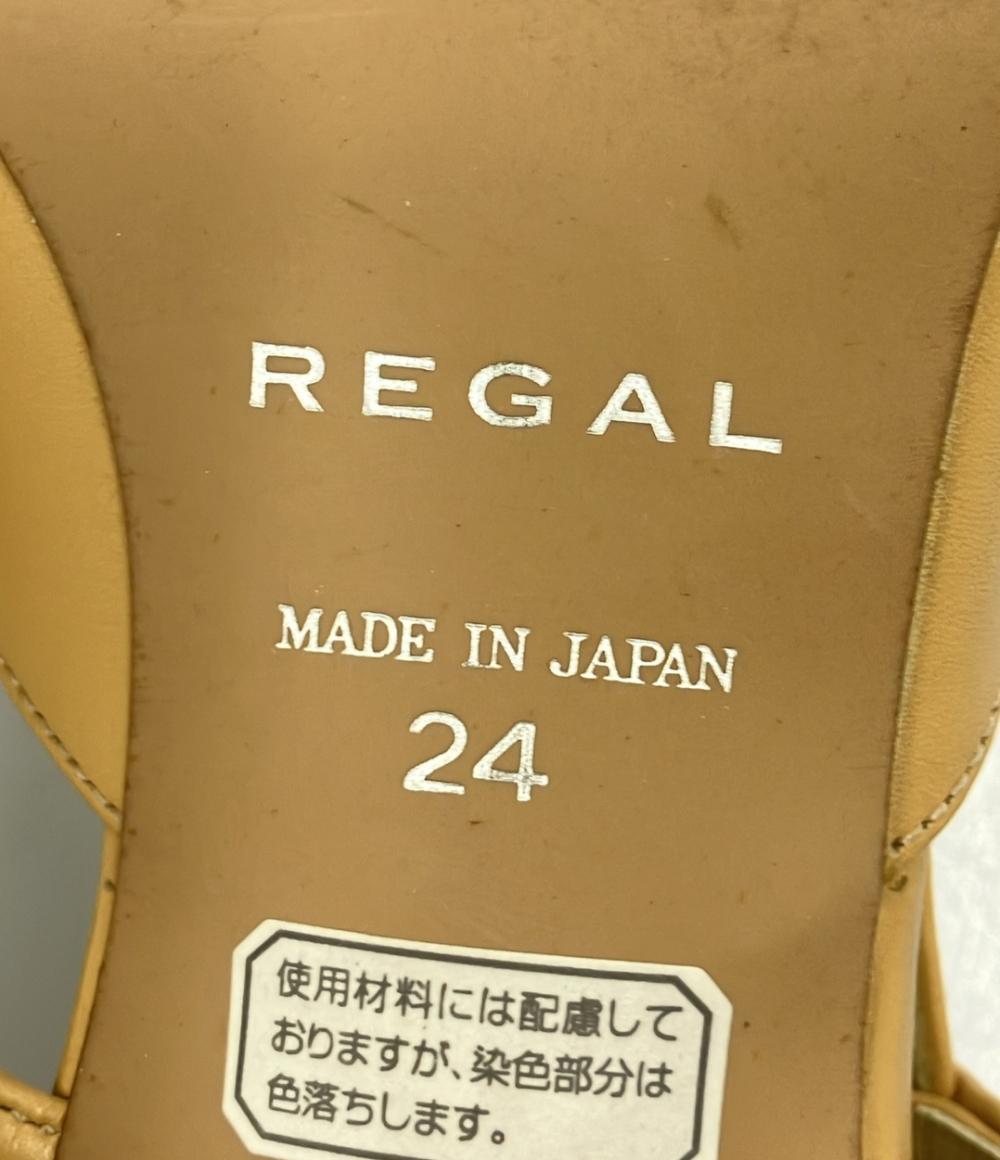 REGAL
MADE IN JAPAN
24
使用材料には配慮して
おりますが、染色部分は
色落ちします。